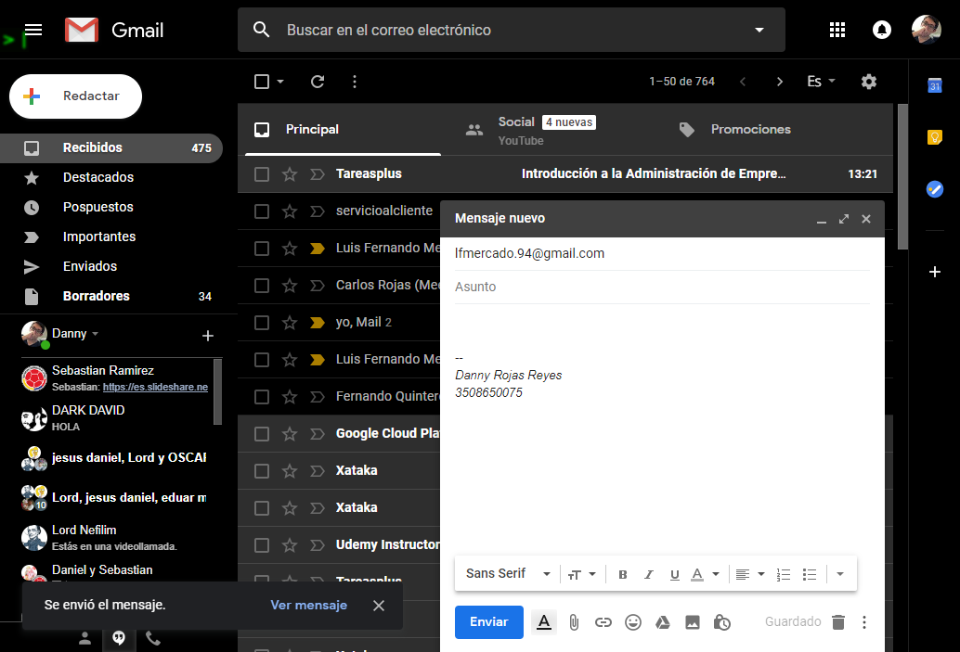 Gmail
Buscar en el correo electrónico
Redactar
1–50 de 764
Es
31
Principal
Social 4 nuevas
YouTube
Promociones
Recibidos 475
Destacados
Pospuestos
Importantes
Enviados
Borradores 34
Danny
Sebastian Ramirez
Sebastian: https://es.slideshare.ne
DARK DAVID
HOLA
jesus daniel, Lord y OSCAR
Lord, jesus daniel, eduar m
10
Lord Nefilim
Estás en una videollamada.
Daniel y Sebastian
Tareasplus Introducción a la Administración de Empre… 13:21
servicioalcliente
Luis Fernando Me
Carlos Rojas (Med
yo, Mail 2
Luis Fernando Me
Fernando Quinter
Google Cloud Pla
Xataka
Xataka
Udemy Instructor
Tareasplus
Mensaje nuevo
lfmercado.94@gmail.com
Asunto
--
Danny Rojas Reyes
3508650075
Sans Serif
B I U A
Enviar
A
Guardado
Se envió el mensaje. Ver mensaje